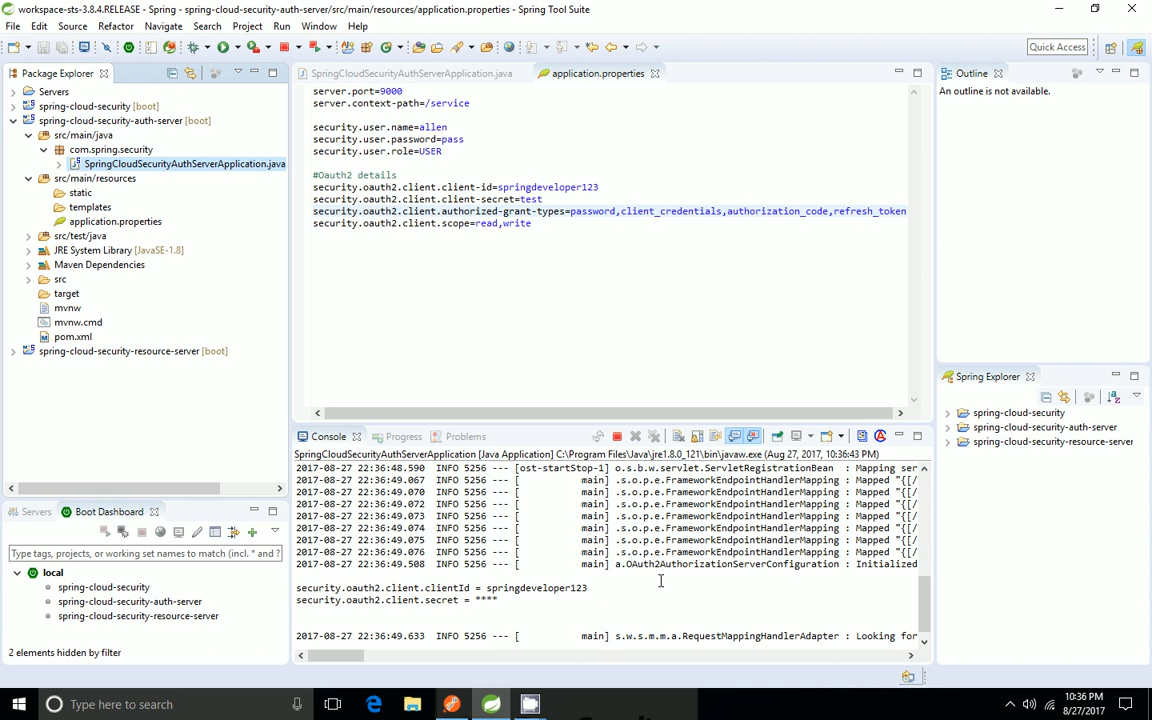 workspace-sts-3.8.4.RELEASE - Spring - spring-cloud-security-auth-server/src/main/resources/application.properties - Spring Tool Suite
File Edit Source Refactor Navigate Search Project Run Window Help
Quick Access
Package Explorer
Servers
spring-cloud-security [boot]
spring-cloud-security-auth-server [boot]
src/main/java
com.spring.security
SpringCloudSecurityAuthServerApplication.java
src/main/resources
static
templates
application.properties
src/test/java
JRE System Library [JavaSE-1.8]
Maven Dependencies
src
target
mvnw
mvnw.cmd
pom.xml
spring-cloud-security-resource-server [boot]
Servers Boot Dashboard
Type tags, projects, or working set names to match (incl. * and ?
local
spring-cloud-security
spring-cloud-security-auth-server
spring-cloud-security-resource-server
2 elements hidden by filter
SpringCloudSecurityAuthServerApplication.java application.properties
server.port=9000
server.context-path=/service
security.user.name=allen
security.user.password=pass
security.user.role=USER
#Oauth2 details
security.oauth2.client.client-id=springdeveloper123
security.oauth2.client.client-secret=test
security.oauth2.client.authorized-grant-types=password,client_credentials,authorization_code,refresh_token
security.oauth2.client.scope=read,write
Console Progress Problems
SpringCloudSecurityAuthServerApplication [Java Application] C:\Program Files\Java\jre1.8.0_121\bin\javaw.exe (Aug 27, 2017, 10:36:43 PM)
2017-08-27 22:36:48.590 INFO 5256 --- [ost-startStop-1] o.s.b.w.servlet.ServletRegistrationBean : Mapping ser
2017-08-27 22:36:49.067 INFO 5256 --- [ main] .s.o.p.e.FrameworkEndpointHandlerMapping : Mapped "{[/
2017-08-27 22:36:49.070 INFO 5256 --- [ main] .s.o.p.e.FrameworkEndpointHandlerMapping : Mapped "{[/
2017-08-27 22:36:49.072 INFO 5256 --- [ main] .s.o.p.e.FrameworkEndpointHandlerMapping : Mapped "{[/
2017-08-27 22:36:49.073 INFO 5256 --- [ main] .s.o.p.e.FrameworkEndpointHandlerMapping : Mapped "{[/
2017-08-27 22:36:49.074 INFO 5256 --- [ main] .s.o.p.e.FrameworkEndpointHandlerMapping : Mapped "{[/
2017-08-27 22:36:49.075 INFO 5256 --- [ main] .s.o.p.e.FrameworkEndpointHandlerMapping : Mapped "{[/
2017-08-27 22:36:49.076 INFO 5256 --- [ main] .s.o.p.e.FrameworkEndpointHandlerMapping : Mapped "{[/
2017-08-27 22:36:49.508 INFO 5256 --- [ main] a.OAuth2AuthorizationServerConfiguration : Initialized
security.oauth2.client.clientId = springdeveloper123
security.oauth2.client.secret = ****
2017-08-27 22:36:49.633 INFO 5256 --- [ main] s.w.s.m.m.a.RequestMappingHandlerAdapter : Looking for
Outline
An outline is not available.
Spring Explorer
spring-cloud-security
spring-cloud-security-auth-server
spring-cloud-security-resource-server
Type here to search
10:36 PM
8/27/2017